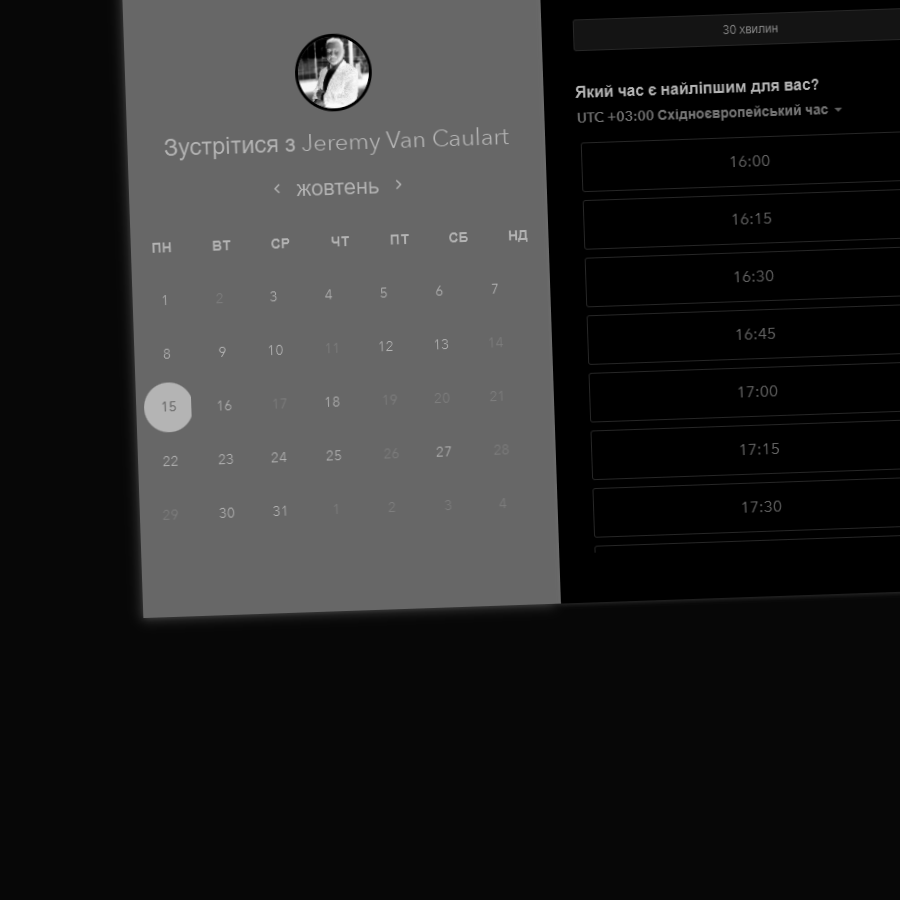 Зустрітися з Jeremy Van Caulart
жовтень
ПН ВТ СР ЧТ ПТ СБ НД
1 2 3 4 5 6 7
8 9 10 11 12 13 14
15 16 17 18 19 20 21
22 23 24 25 26 27 28
29 30 31 1 2 3 4
30 хвилин
Який час є найліпшим для вас?
UTC +03:00 Східноєвропейський час
16:00
16:15
16:30
16:45
17:00
17:15
17:30